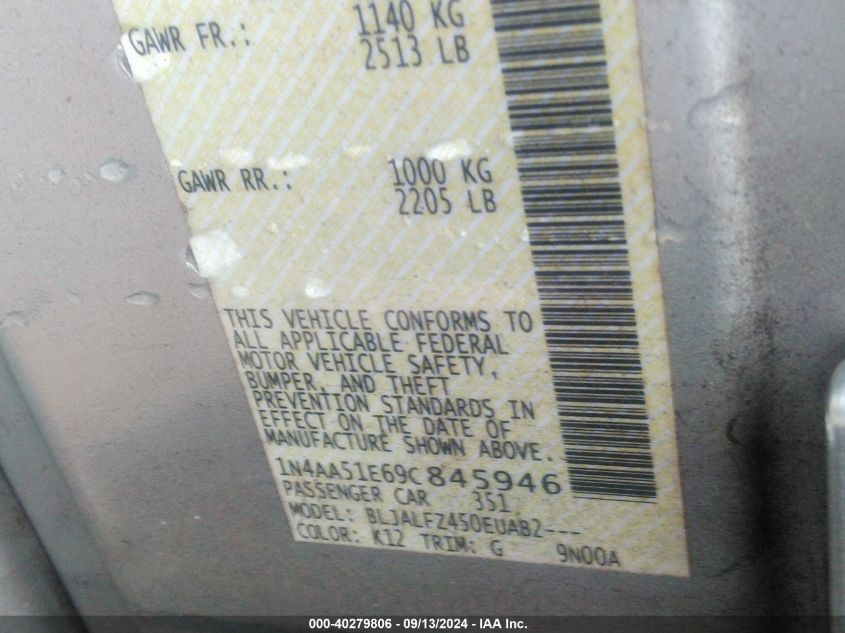 GAWR FR.: 1140 KG
2513 LB
GAWR RR.: 1000 KG
2205 LB
THIS VEHICLE CONFORMS TO
ALL APPLICABLE FEDERAL
MOTOR VEHICLE SAFETY,
BUMPER, AND THEFT
PREVENTION STANDARDS IN
EFFECT ON THE DATE OF
MANUFACTURE SHOWN ABOVE.
1N4AA51E69C845946
PASSENGER CAR 351
MODEL: BLJALFZ450EUAB2---
COLOR: K12 TRIM: G 9N00A
000-40279806 - 09/13/2024 - IAA Inc.